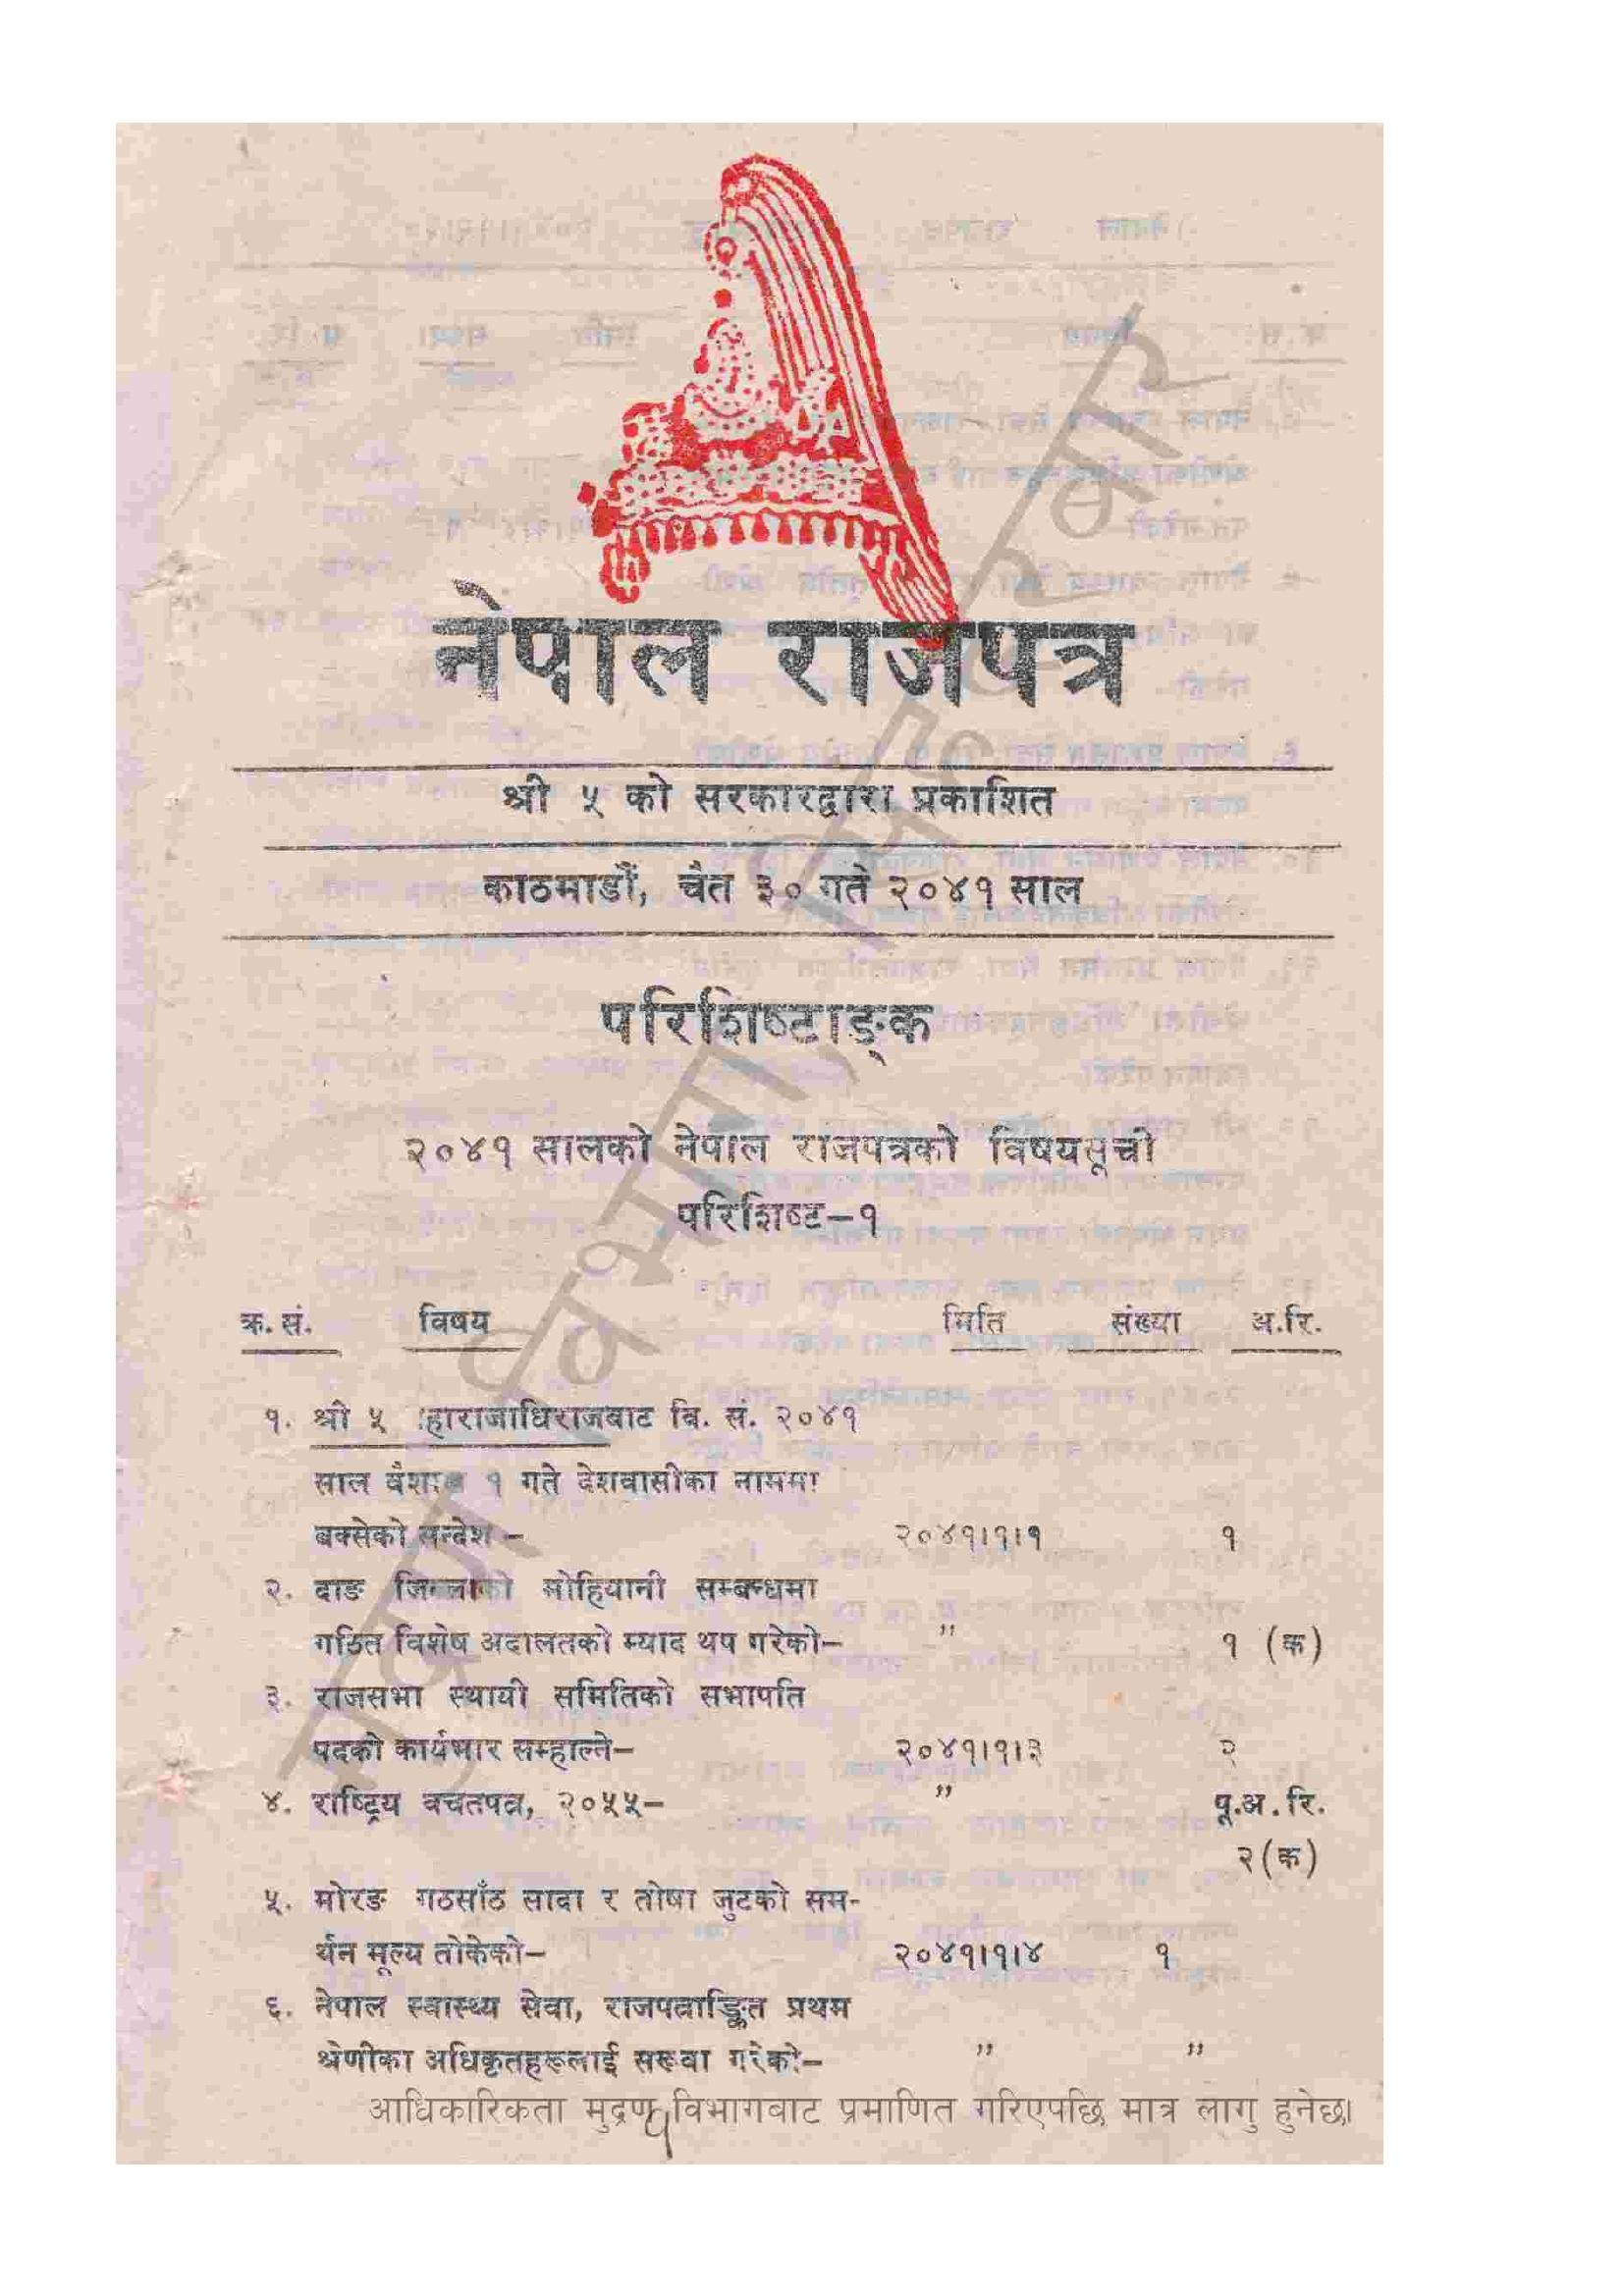 नेपाल राजपत्र
श्री ५ को सरकारद्वारा प्रकाशित
काठमाडौं, चैत ३० गते २०४१ साल
परिशिष्टाङ्क
२०४१ सालको नेपाल राजपत्रको विषयसूची
परिशिष्ट–१
क्र. सं. विषय मिति संख्या अ.रि.
१. श्री ५ हाराजाधिराजबाट वि. सं. २०४१
साल वैशाख १ गते देशवासीका नाममा
बक्सेको सन्देश – २०४१।१।१ १
२. दाङ जिल्लाको मोहियानी सम्बन्धमा
गठित विशेष अदालतको म्याद थप गरेको– ,, १ (क)
३. राजसभा स्थायी समितिको सभापति
पदको कार्यभार सम्हाल्ने– २०४१।१।३ २
४. राष्ट्रिय बचतपत्र, २०५५– ,, पू.अ.रि.
२(क)
५. मोरङ गठसाँठ सादा र तोषा जुटको सम-
र्थन मूल्य तोकेको– २०४१।१।४ १
६. नेपाल स्वास्थ्य सेवा, राजपत्राङ्कित प्रथम
श्रेणीका अधिकृतहरूलाई सरुवा गरेको– ,, ,,
मुद्रण विभाग, सिंहदरबार
आधिकारिकता मुद्रण विभागबाट प्रमाणित गरिएपछि मात्र लागु हुनेछ।